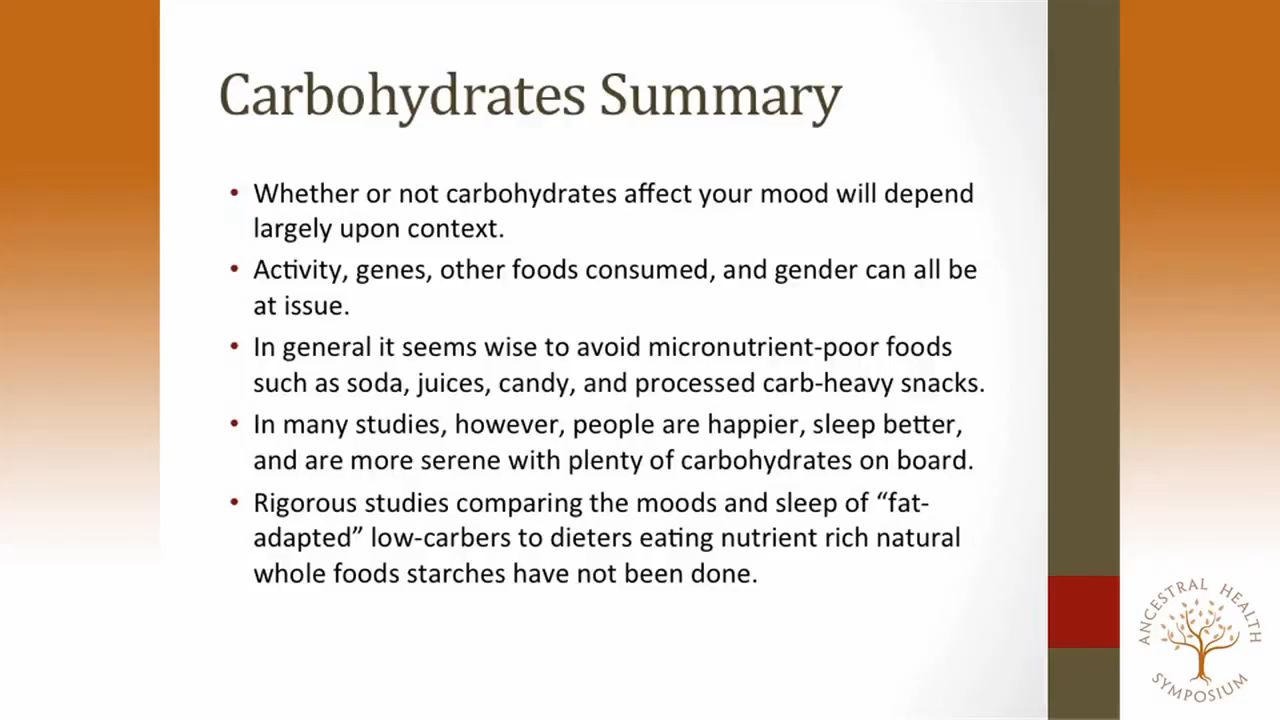 Carbohydrates Summary
• Whether or not carbohydrates affect your mood will depend
largely upon context.
• Activity, genes, other foods consumed, and gender can all be
at issue.
• In general it seems wise to avoid micronutrient-poor foods
such as soda, juices, candy, and processed carb-heavy snacks.
• In many studies, however, people are happier, sleep better,
and are more serene with plenty of carbohydrates on board.
• Rigorous studies comparing the moods and sleep of “fat-
adapted” low-carbers to dieters eating nutrient rich natural
whole foods starches have not been done.
ANCESTRAL HEALTH
SYMPOSIUM